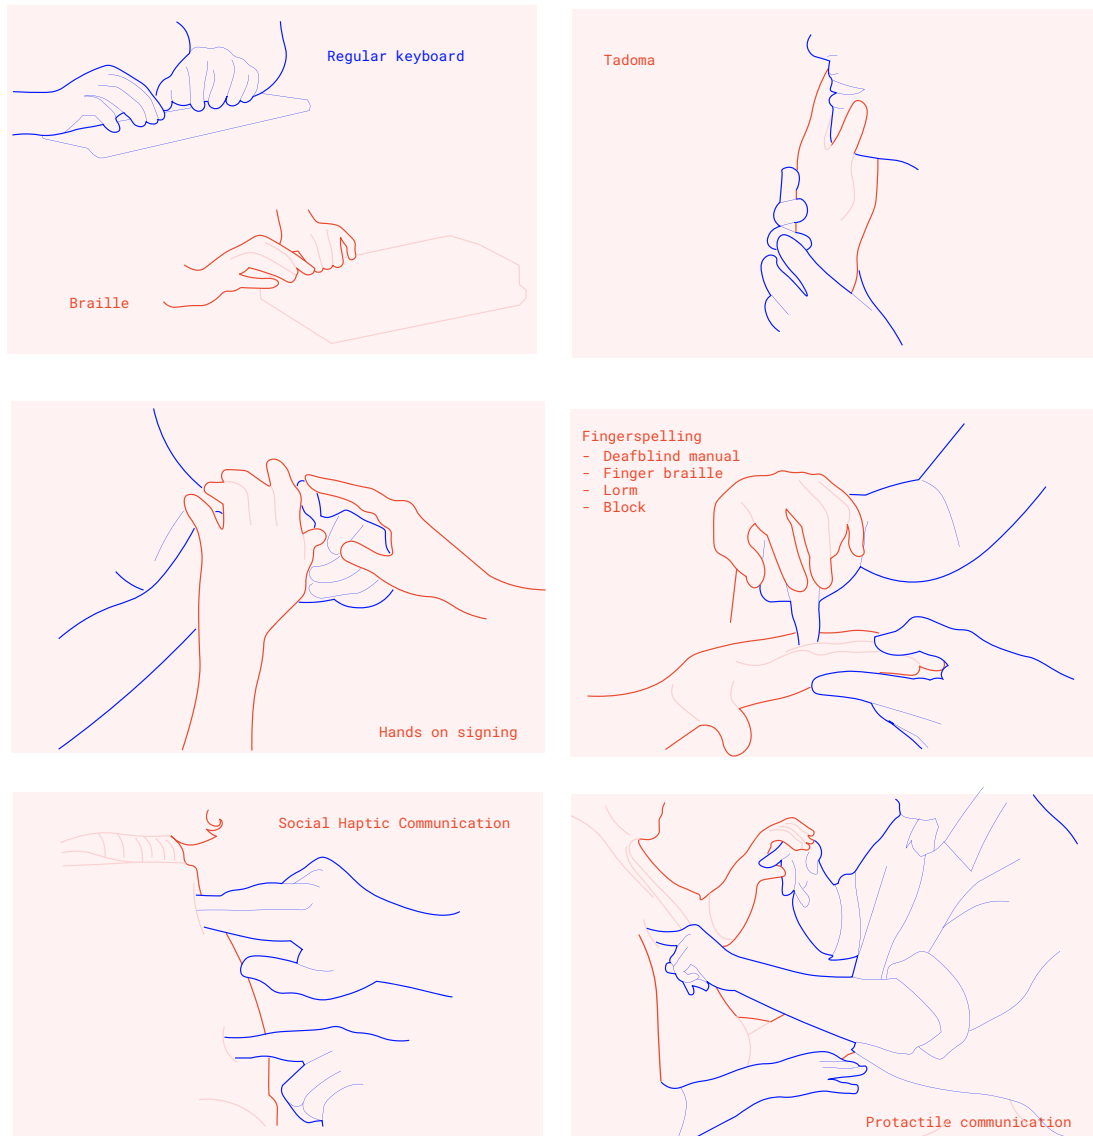 Regular keyboard
Braille
Tadoma
Hands on signing
Fingerspelling
- Deafblind manual
- Finger braille
- Lorm
- Block
Social Haptic Communication
Protactile communication